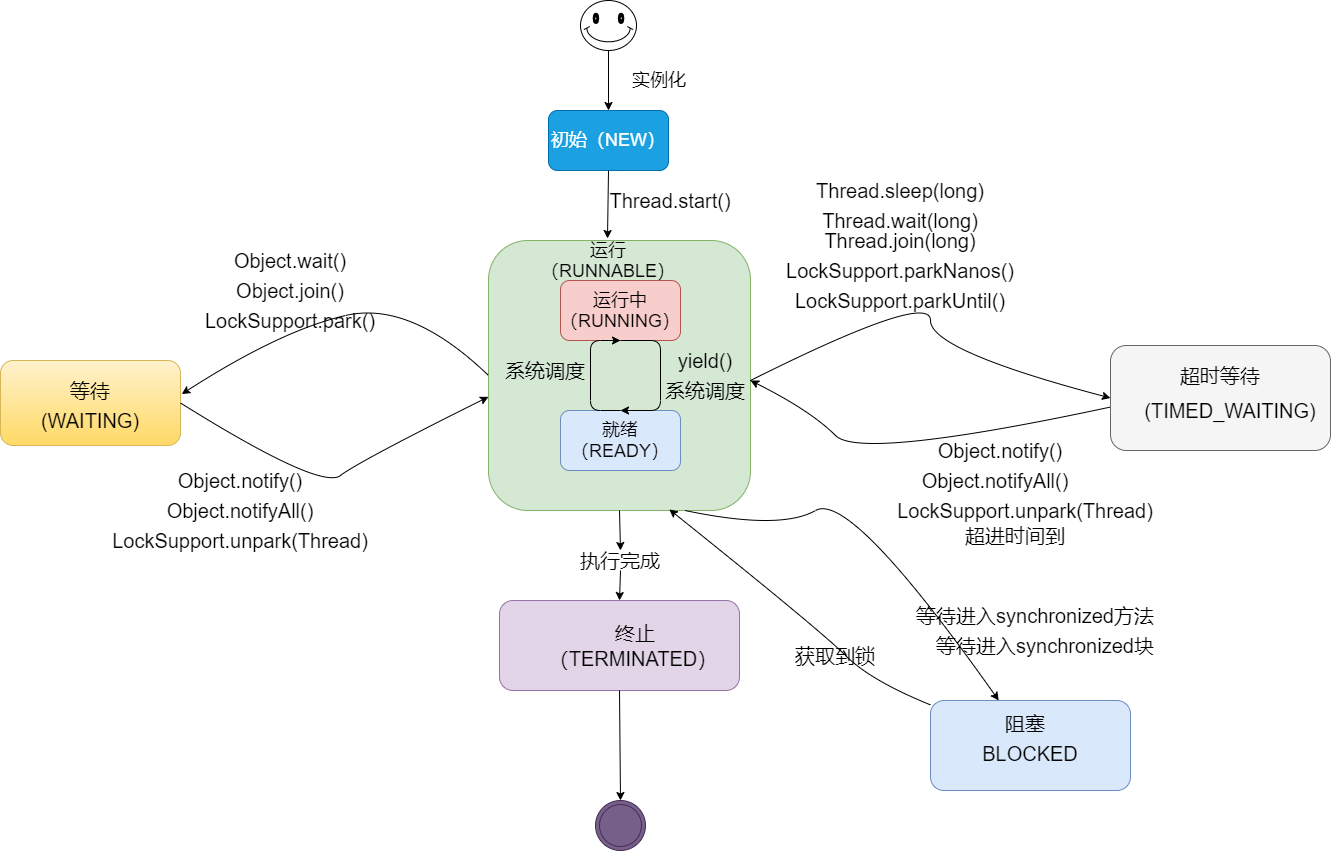 实例化
初始（NEW）
Thread.start()
运行
（RUNNABLE）
运行中
（RUNNING）
系统调度
yield()
系统调度
就绪
（READY）
Object.wait()
Object.join()
LockSupport.park()
等待
(WAITING)
Object.notify()
Object.notifyAll()
LockSupport.unpark(Thread)
Thread.sleep(long)
Thread.wait(long)
Thread.join(long)
LockSupport.parkNanos()
LockSupport.parkUntil()
超时等待
（TIMED_WAITING)
Object.notify()
Object.notifyAll()
LockSupport.unpark(Thread)
超进时间到
执行完成
终止
（TERMINATED）
等待进入synchronized方法
等待进入synchronized块
获取到锁
阻塞
BLOCKED